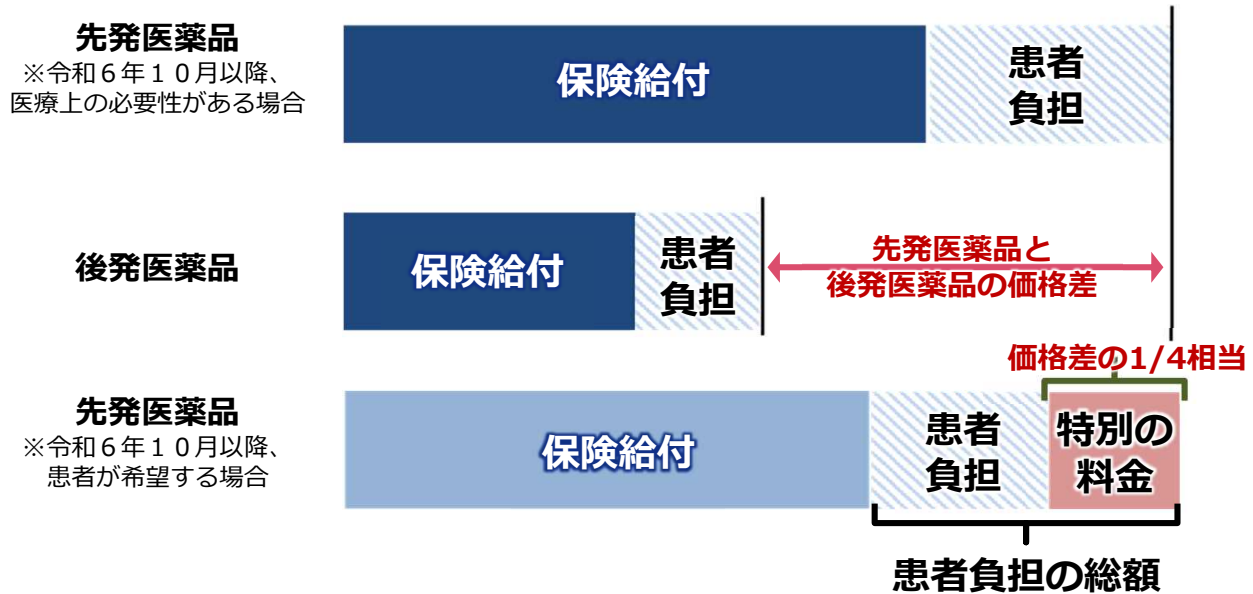 先発医薬品
※令和６年１０月以降、
医療上の必要性がある場合
保険給付
患者
負担
後発医薬品
保険給付
患者
負担
先発医薬品と
後発医薬品の価格差
価格差の1/4相当
先発医薬品
※令和６年１０月以降、
患者が希望する場合
保険給付
患者
負担
特別の
料金
患者負担の総額